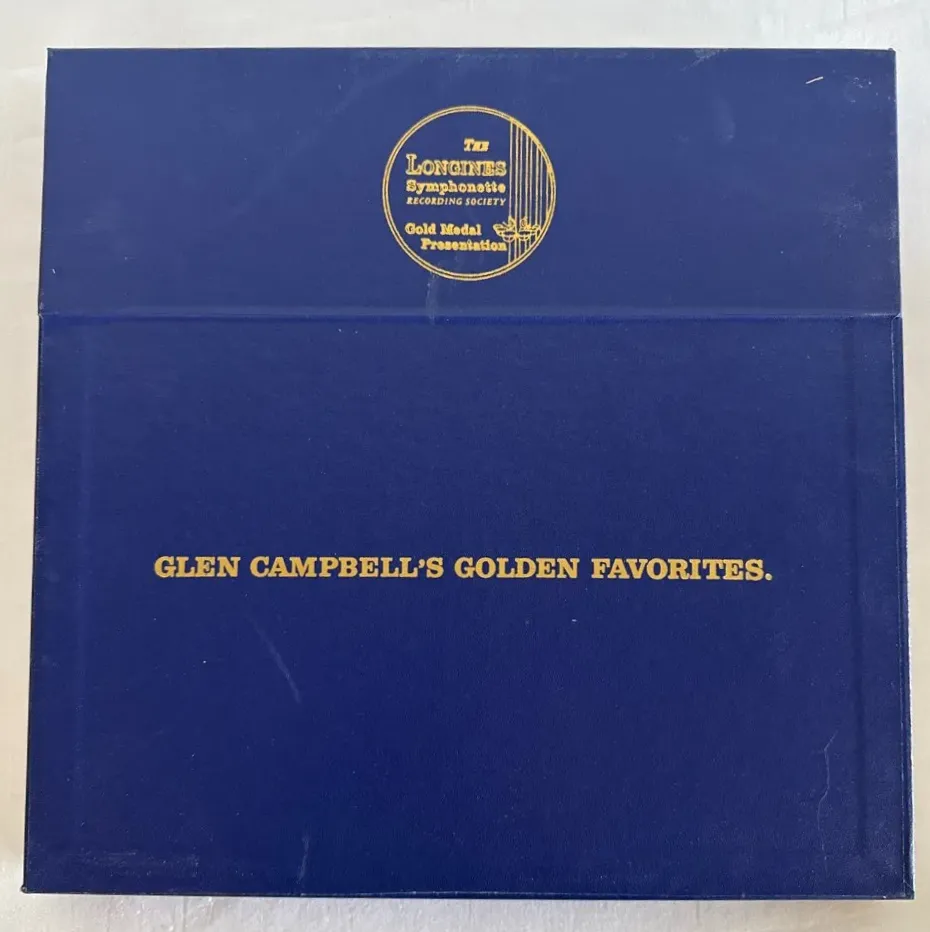 THE
LONGINES
Symphonette
RECORDING SOCIETY
Gold Medal
Presentation
GLEN CAMPBELL'S GOLDEN FAVORITES.